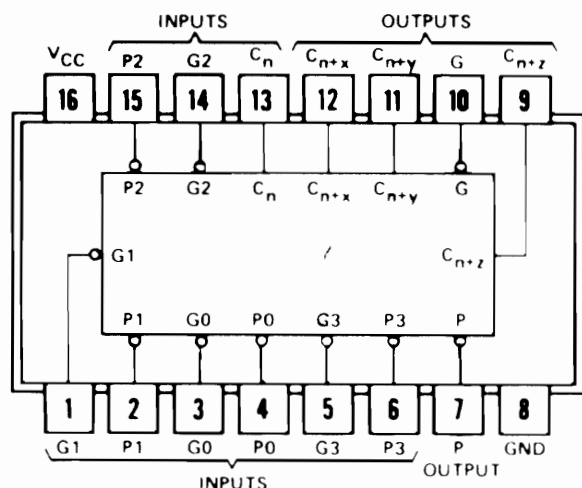 INPUTS OUTPUTS
VCC P2 G2 Cn Cn+x Cn+y G Cn+z
16 15 14 13 12 11 10 9
P2 G2 Cn Cn+x Cn+y G
G1 Cn+z
P1 G0 P0 G3 P3 P
1 2 3 4 5 6 7 8
G1 P1 G0 P0 G3 P3 P GND
INPUTS OUTPUT